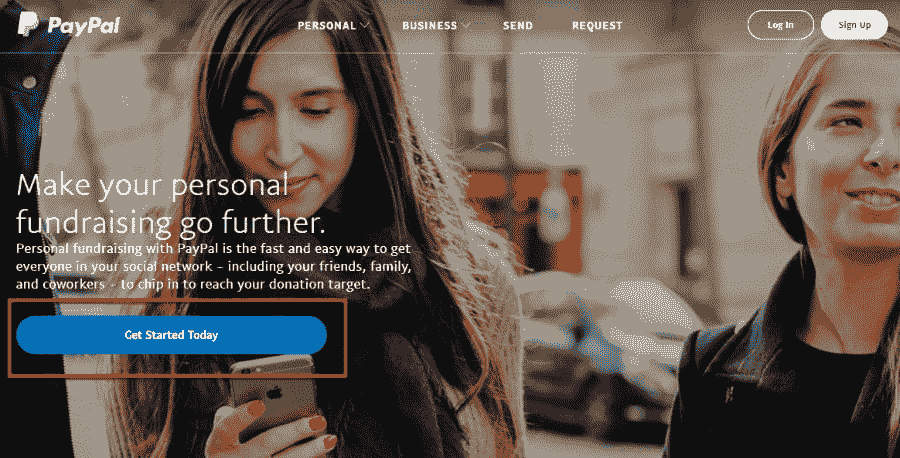 PayPal PERSONAL BUSINESS SEND REQUEST Log In Sign Up
Make your personal
fundraising go further.
Personal fundraising with PayPal is the fast and easy way to get
everyone in your social network - including your friends, family,
and coworkers - to chip in to reach your donation target.
Get Started Today